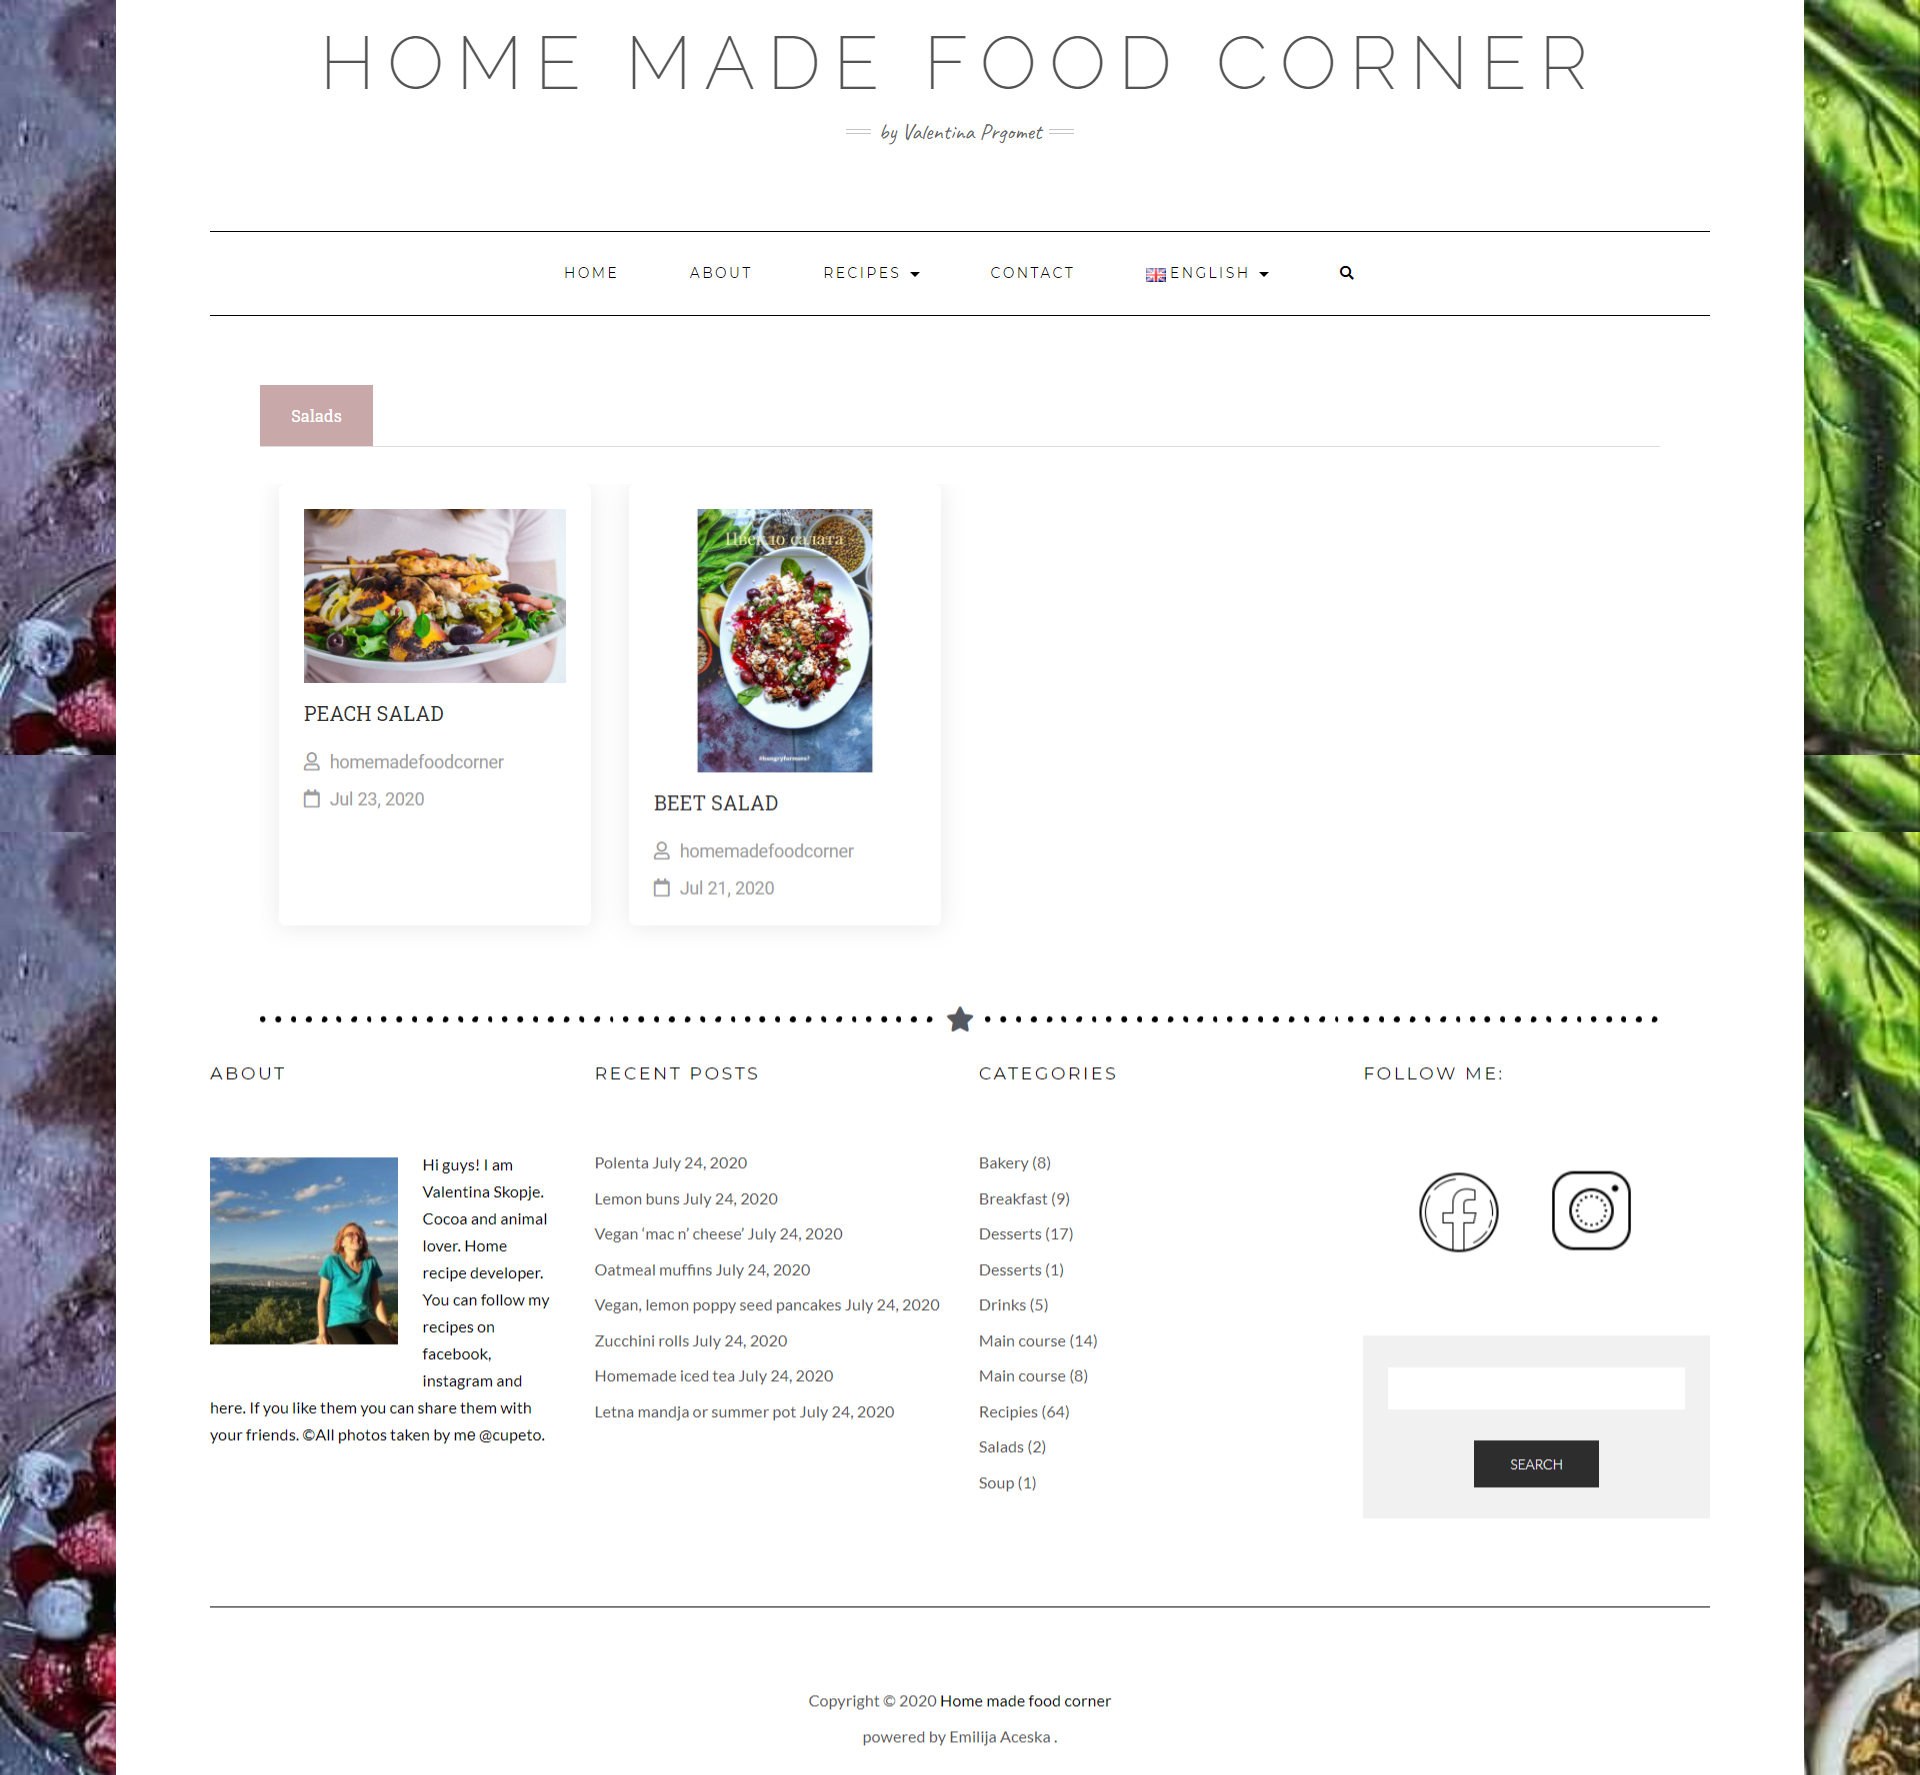 HOME MADE FOOD CORNER
by Valentina Prgomet
HOME ABOUT RECIPES CONTACT ENGLISH
Salads
Цвекло салата
#hungryformore?
PEACH SALAD
homemadefoodcorner
Jul 23, 2020
BEET SALAD
homemadefoodcorner
Jul 21, 2020
ABOUT
Hi guys! I am
Valentina Skopje.
Cocoa and animal
lover. Home
recipe developer.
You can follow my
recipes on
facebook,
instagram and
here. If you like them you can share them with
your friends. ©All photos taken by me @cupeto.
RECENT POSTS
Polenta July 24, 2020
Lemon buns July 24, 2020
Vegan ‘mac n’ cheese’ July 24, 2020
Oatmeal muffins July 24, 2020
Vegan, lemon poppy seed pancakes July 24, 2020
Zucchini rolls July 24, 2020
Homemade iced tea July 24, 2020
Letna mandja or summer pot July 24, 2020
CATEGORIES
Bakery (8)
Breakfast (9)
Desserts (17)
Desserts (1)
Drinks (5)
Main course (14)
Main course (8)
Recipies (64)
Salads (2)
Soup (1)
FOLLOW ME:
SEARCH
Copyright © 2020 Home made food corner
powered by Emilija Aceska .